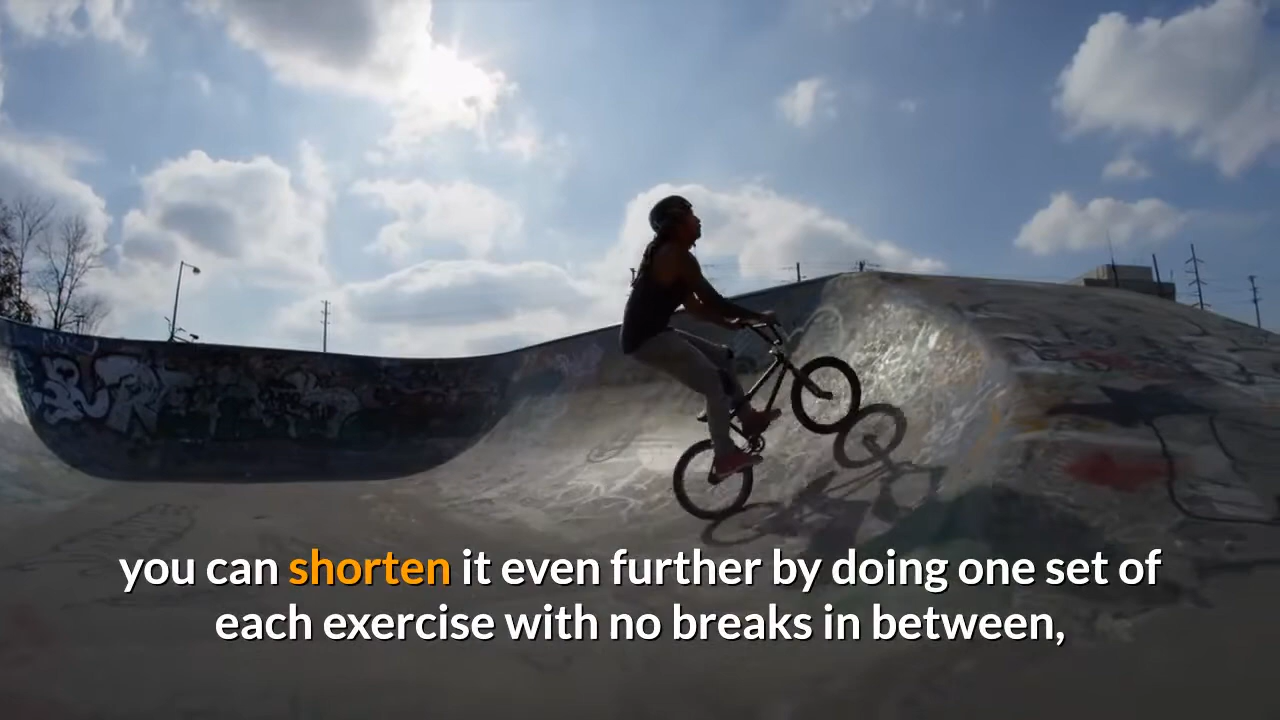 you can shorten it even further by doing one set of
each exercise with no breaks in between,